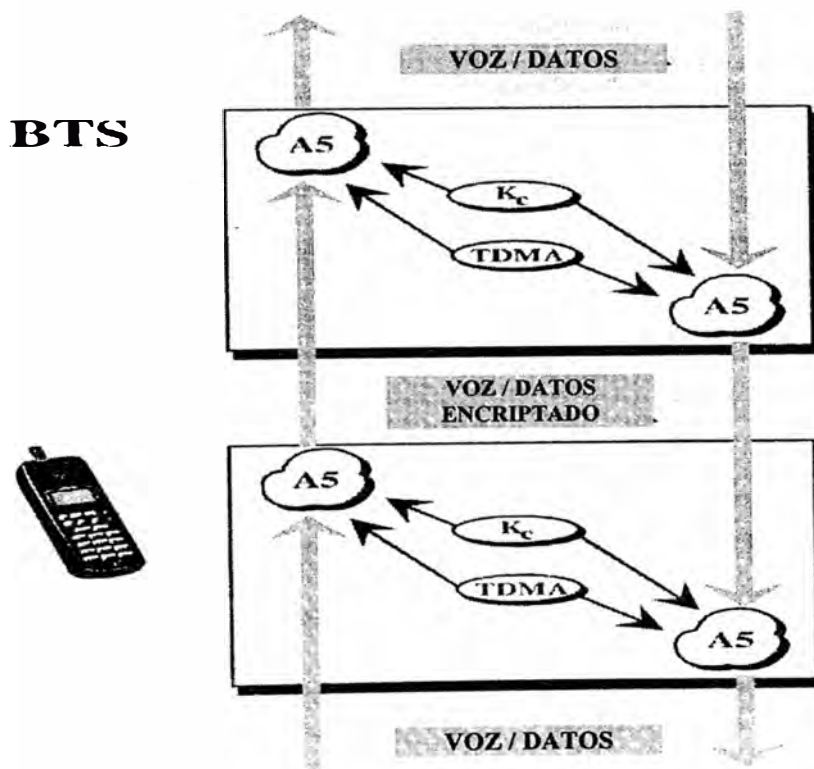 VOZ / DATOS
BTS
A5
Kc
TDMA
A5
VOZ / DATOS
ENCRIPTADO
A5
Kc
TDMA
A5
VOZ / DATOS